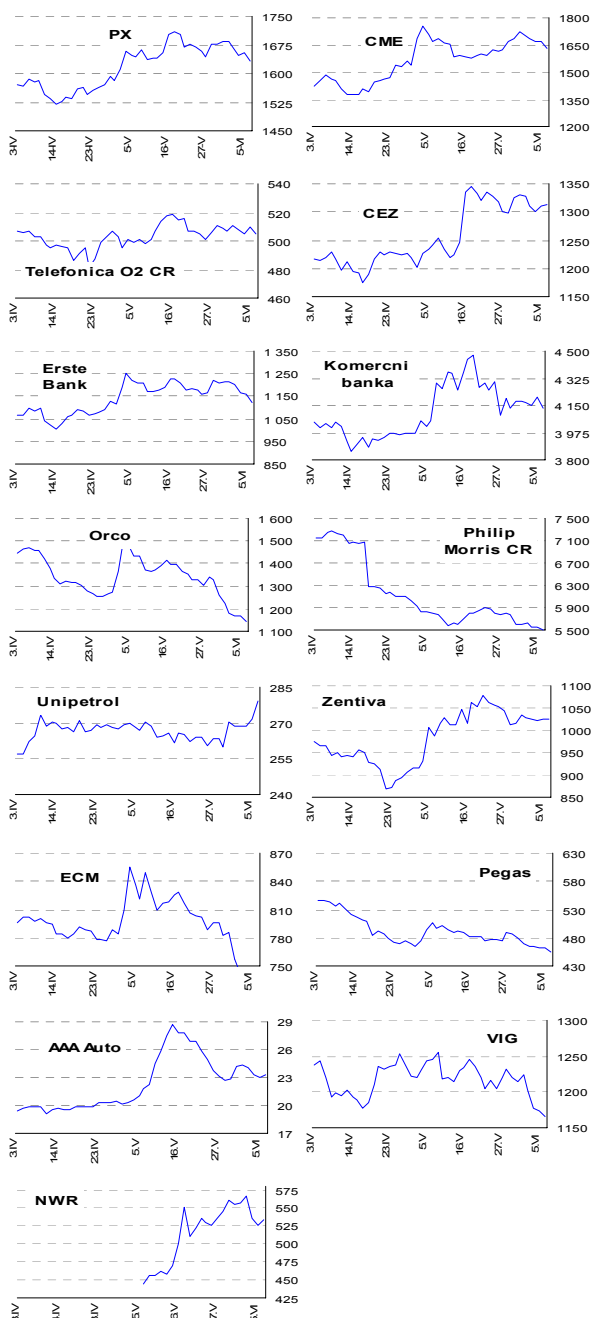 PX
1750
1675
1600
1525
1450
3.IV 14.IV 23.IV 5.V 16.V 27.V 5.VI
CME
1800
1650
1500
1350
1200
3.IV 14.IV 23.IV 5.V 16.V 27.V 5.VI
Telefonica O2 CR
540
520
500
480
460
3.IV 14.IV 23.IV 5.V 16.V 27.V 5.VI
CEZ
1350
1300
1250
1200
1150
3.IV 14.IV 23.IV 5.V 16.V 27.V 5.VI
Erste
Bank
1 350
1 250
1 150
1 050
950
850
3.IV 14.IV 23.IV 5.V 16.V 27.V 5.VI
Komercni
banka
4 500
4 325
4 150
3 975
3 800
3.IV 14.IV 23.IV 5.V 16.V 27.V 5.VI
Orco
1 600
1 500
1 400
1 300
1 200
1 100
3.IV 14.IV 23.IV 5.V 16.V 27.V 5.VI
Philip
Morris CR
7 500
7 100
6 700
6 300
5 900
5 500
3.IV 14.IV 23.IV 5.V 16.V 27.V 5.VI
Unipetrol
285
270
255
240
3.IV 14.IV 23.IV 5.V 16.V 27.V 5.VI
Zentiva
1100
1050
1000
950
900
850
3.IV 14.IV 23.IV 5.V 16.V 27.V 5.VI
ECM
870
840
810
780
750
3.IV 14.IV 23.IV 5.V 16.V 27.V 5.VI
Pegas
630
580
530
480
430
3.IV 14.IV 23.IV 5.V 16.V 27.V 5.VI
AAA Auto
29
26
23
20
17
3.IV 14.IV 23.IV 5.V 16.V 27.V 5.VI
VIG
1300
1250
1200
1150
3.IV 14.IV 23.IV 5.V 16.V 27.V 5.VI
NWR
575
550
525
500
475
450
425